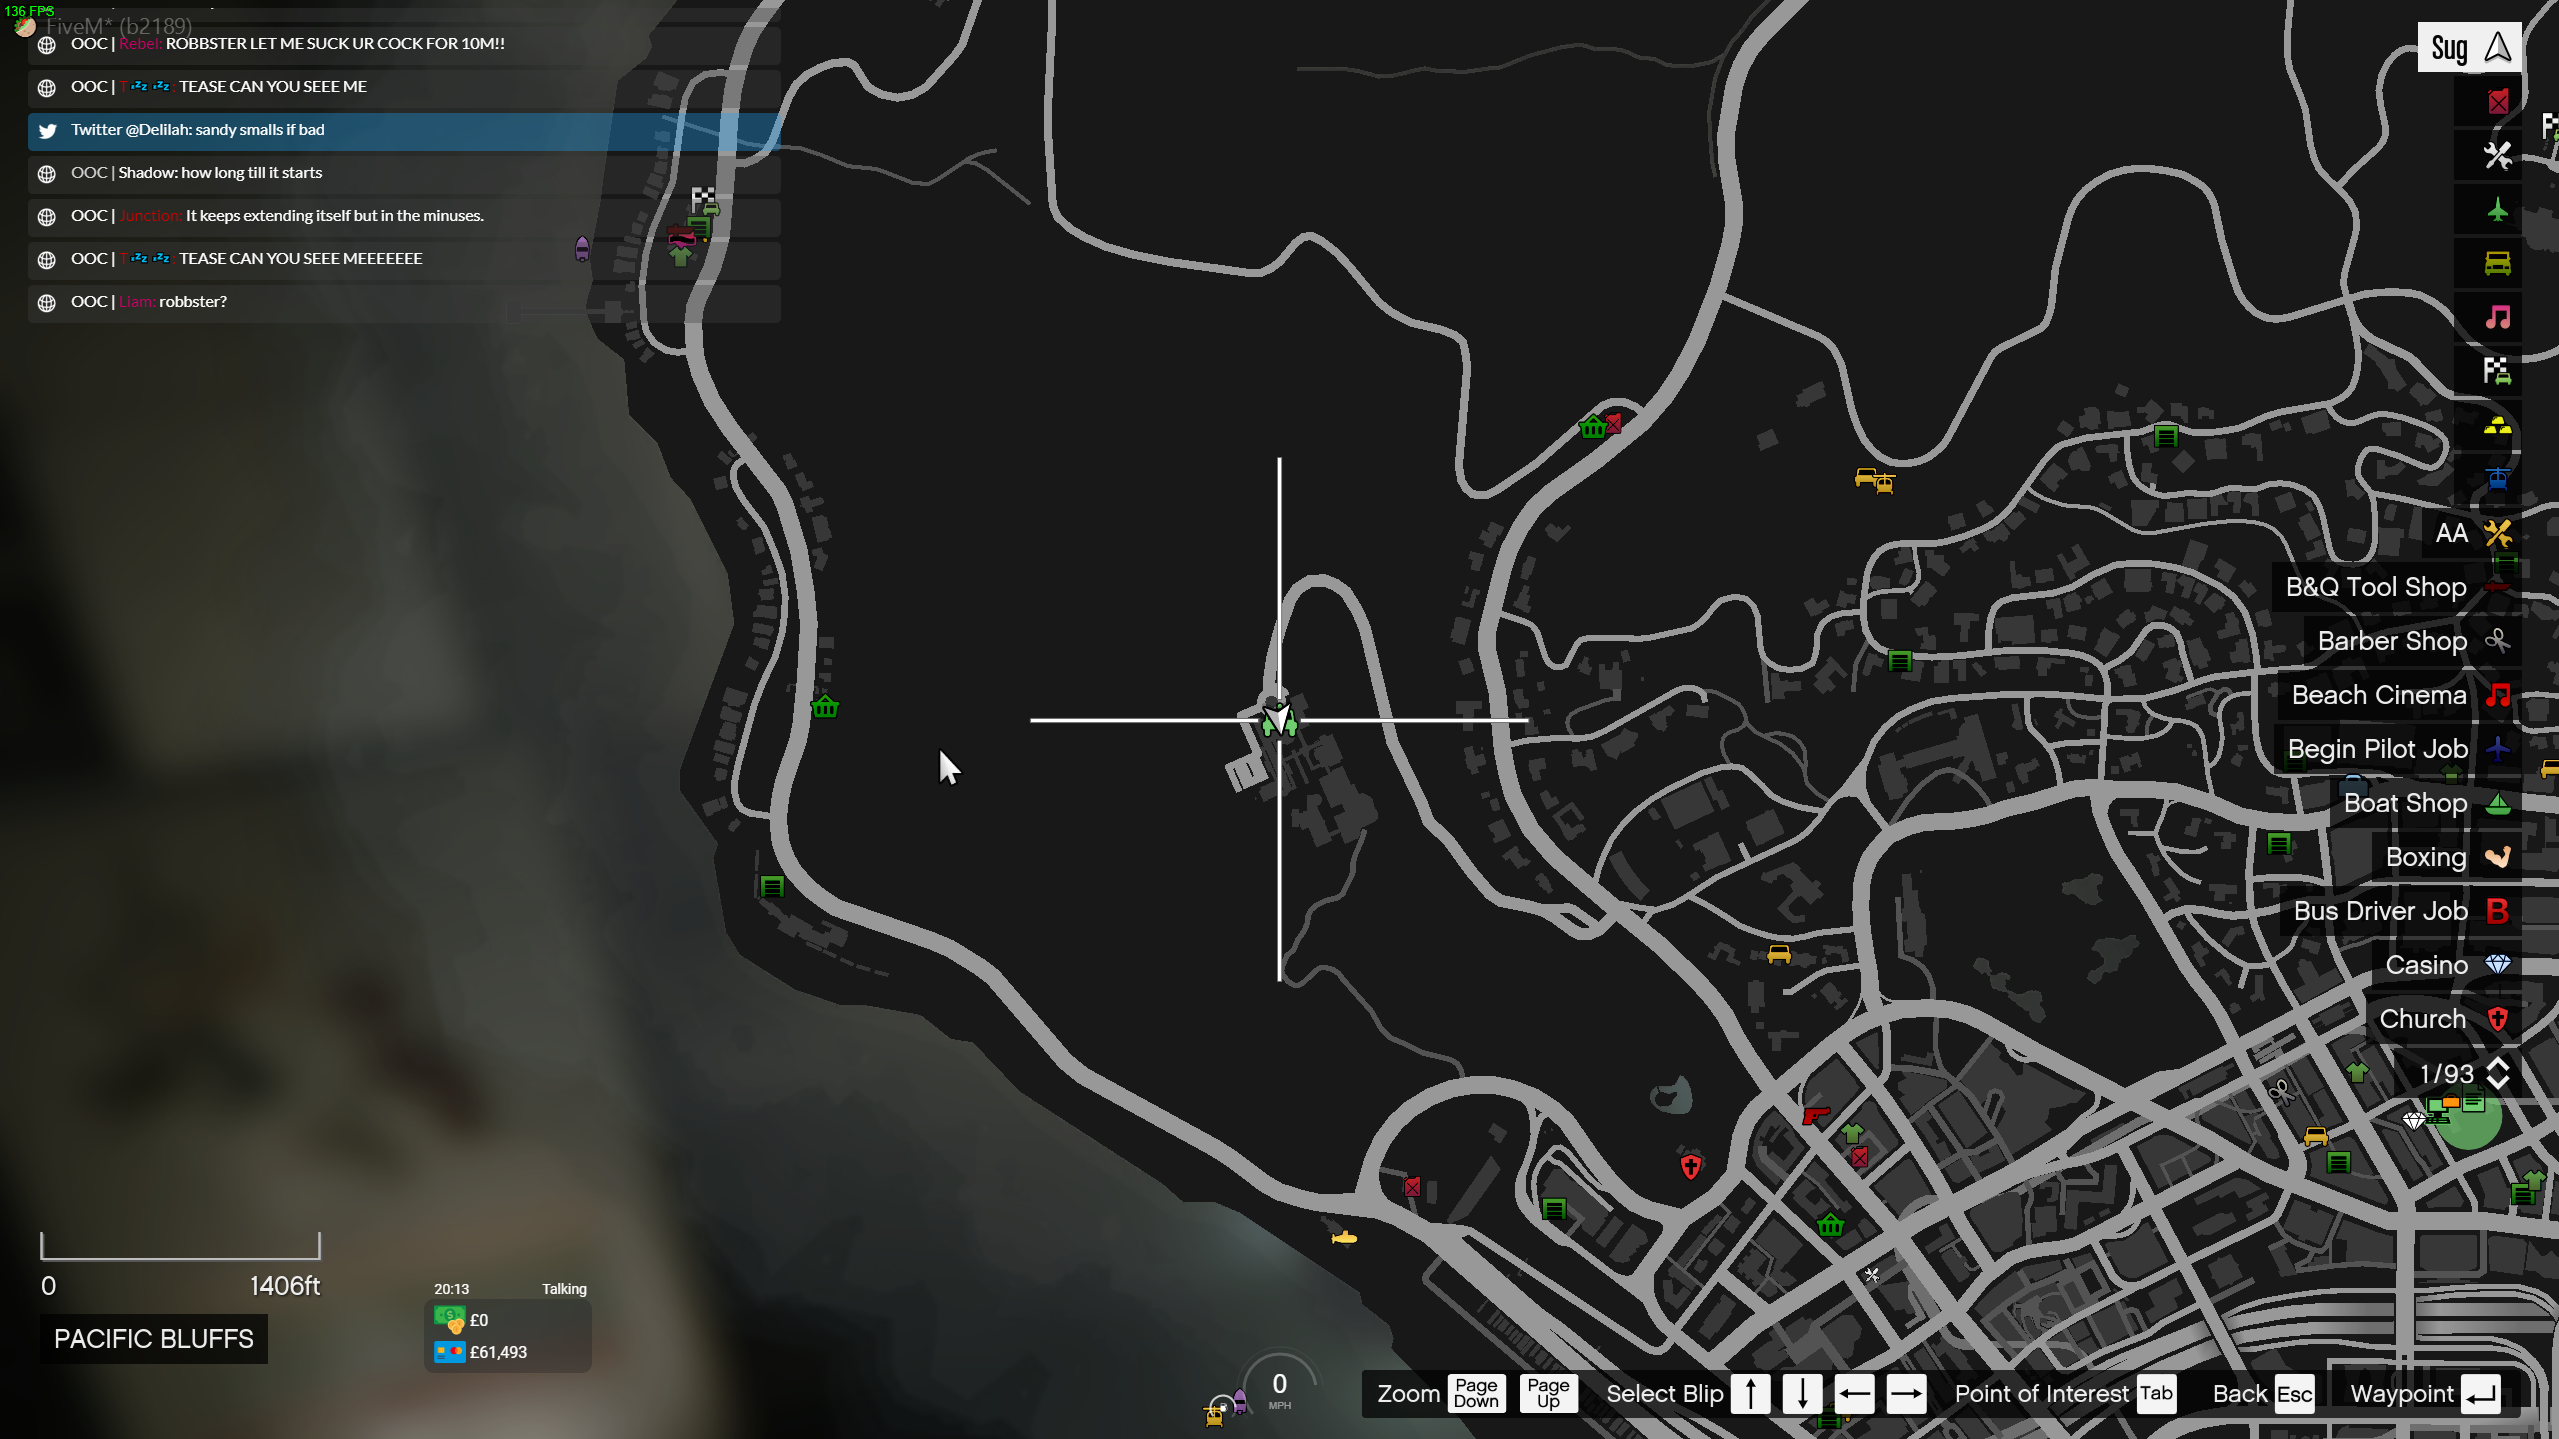 136 FPS
FiveM* (b2189)
OOC | Rebel: ROBBSTER LET ME SUCK UR COCK FOR 10M!!
OOC | T💤 💤: TEASE CAN YOU SEEE ME
Twitter @Delilah: sandy smalls if bad
OOC | Shadow: how long till it starts
OOC | Junction: It keeps extending itself but in the minuses.
OOC | T💤 💤: TEASE CAN YOU SEEE MEEEEEEE
OOC | Liam: robbster?
Sug
AA
B&Q Tool Shop
Barber Shop
Beach Cinema
Begin Pilot Job
Boat Shop
Boxing
Bus Driver Job B
Casino
Church
1/93
0 1406ft
PACIFIC BLUFFS
20:13 Talking
£0
£61,493
0
MPH
Zoom Page Down Page Up Select Blip ↑ ↓ ← → Point of Interest Tab Back Esc Waypoint